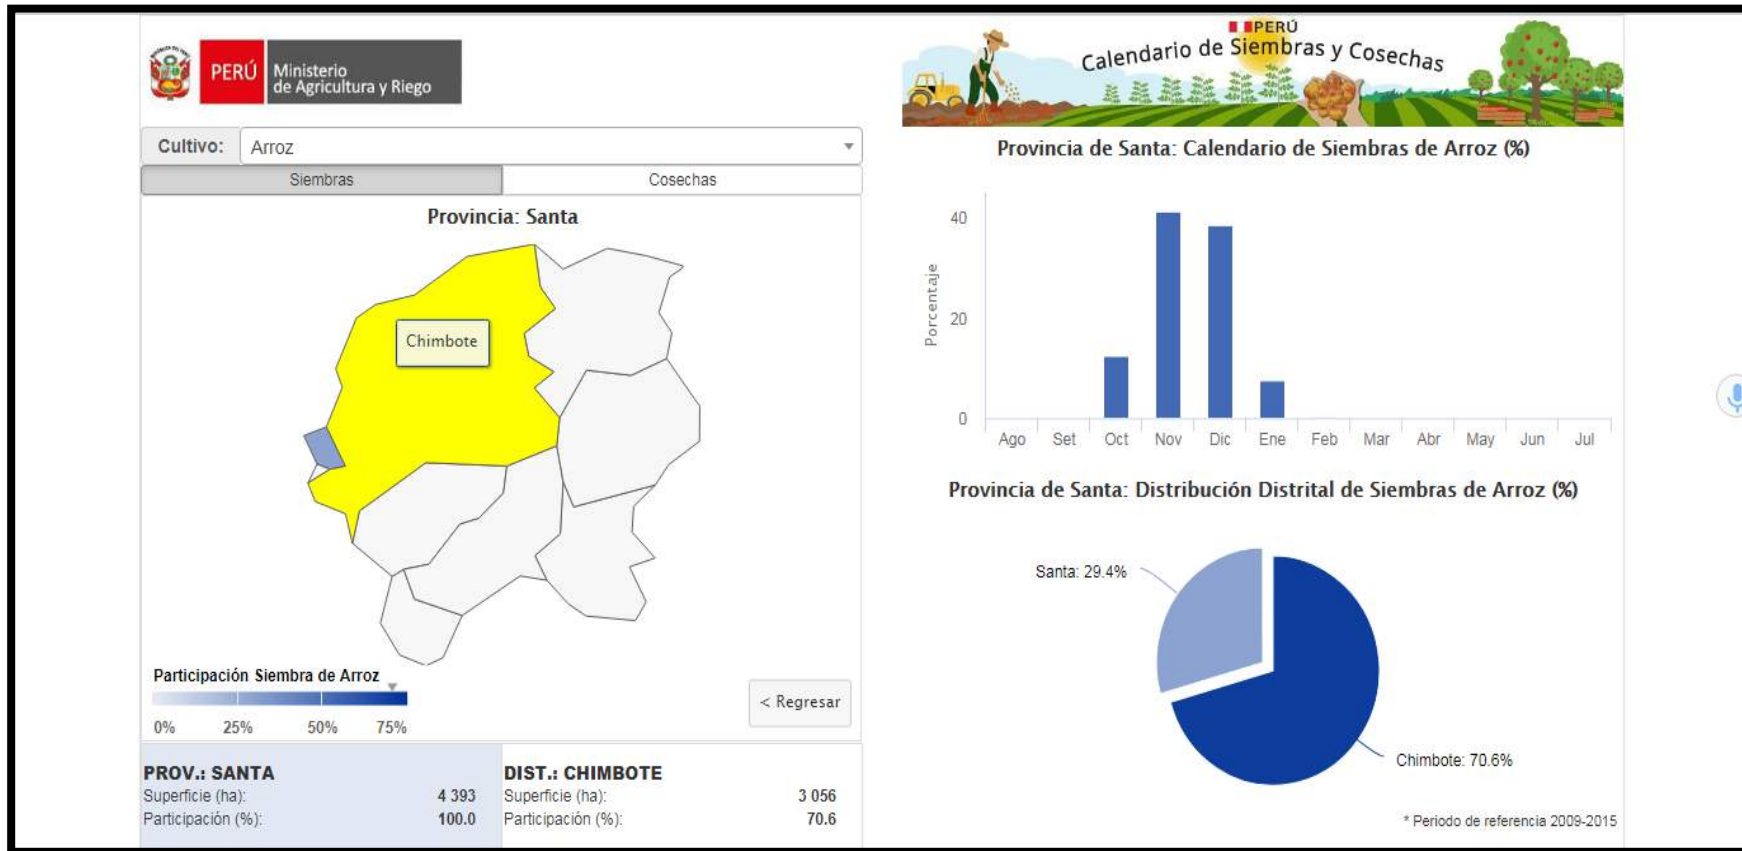 PERÚ
Ministerio
de Agricultura y Riego
PERÚ
Calendario de Siembras y Cosechas
Cultivo: Arroz
Siembras Cosechas
Provincia: Santa
Chimbote
Participación Siembra de Arroz
0% 25% 50% 75%
< Regresar
PROV.: SANTA
Superficie (ha): 4 393
Participación (%): 100.0
DIST.: CHIMBOTE
Superficie (ha): 3 056
Participación (%): 70.6
Provincia de Santa: Calendario de Siembras de Arroz (%)
Porcentaje
40
20
0
Ago Set Oct Nov Dic Ene Feb Mar Abr May Jun Jul
Provincia de Santa: Distribución Distrital de Siembras de Arroz (%)
Santa: 29.4%
Chimbote: 70.6%
* Periodo de referencia 2009-2015